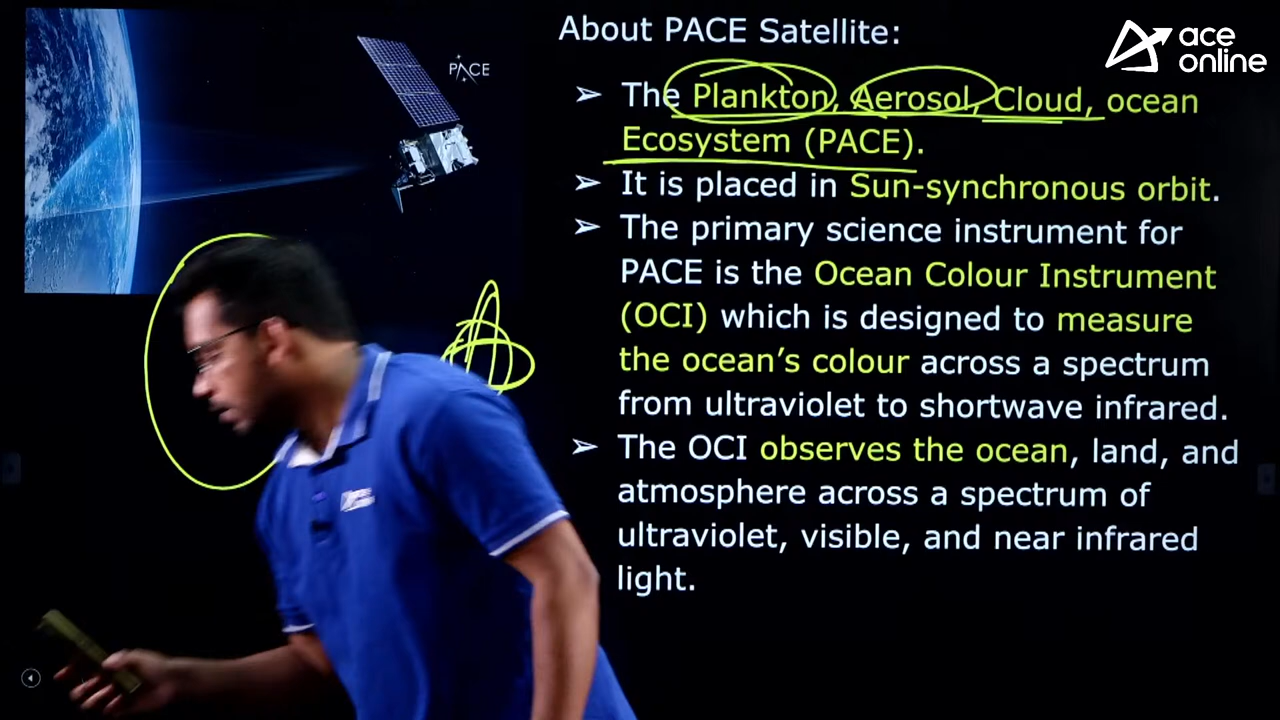 About PACE Satellite:
ace
online
PACE
➢ The Plankton, Aerosol, Cloud, ocean
Ecosystem (PACE).
➢ It is placed in Sun-synchronous orbit.
➢ The primary science instrument for
PACE is the Ocean Colour Instrument
(OCI) which is designed to measure
the ocean’s colour across a spectrum
from ultraviolet to shortwave infrared.
➢ The OCI observes the ocean, land, and
atmosphere across a spectrum of
ultraviolet, visible, and near infrared
light.